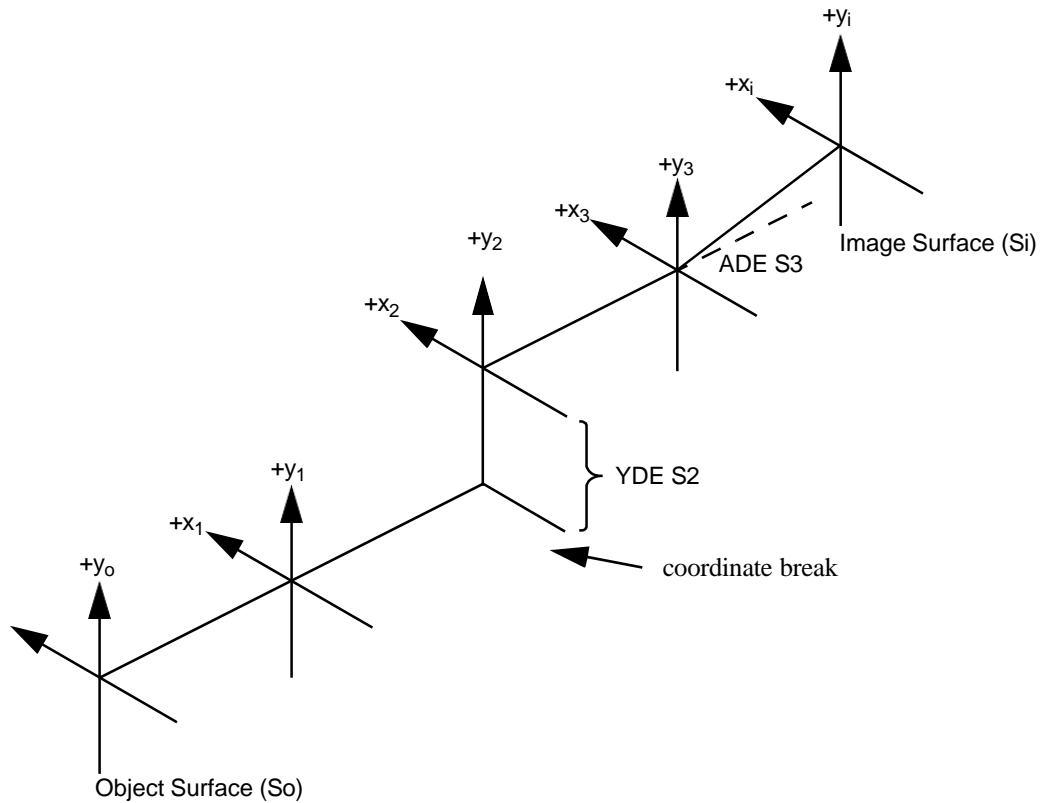 +yi
+xi
+y3
+x3
Image Surface (Si)
ADE S3
+y2
+x2
YDE S2
+y1
+x1
coordinate break
+yo
Object Surface (So)